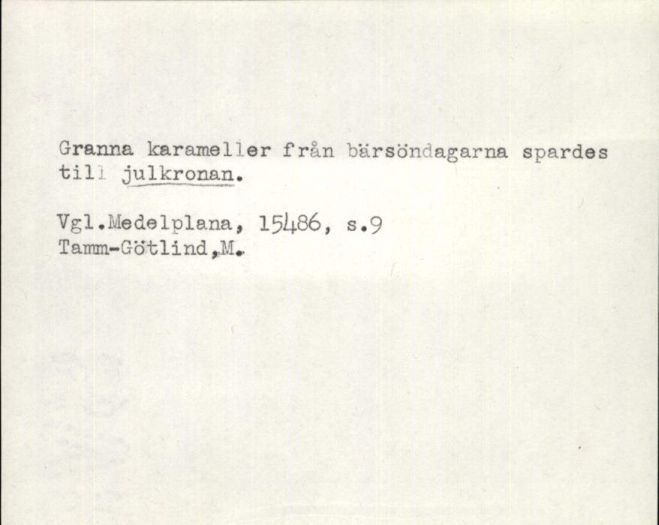 Granna karameller från bärsöndagarna spardes
till julkronan.
Vgl.Medelplana, 15486, s.9
Tamm-Götlind,M.